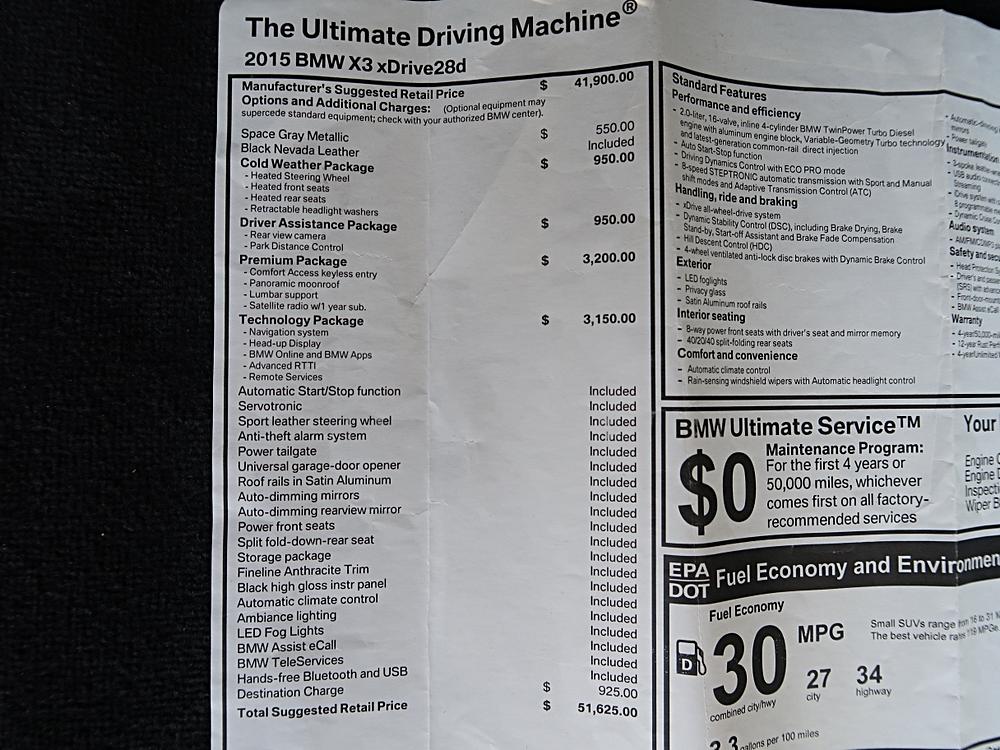 The Ultimate Driving Machine®
2015 BMW X3 xDrive28d
Manufacturer's Suggested Retail Price $ 41,900.00
Options and Additional Charges: (Optional equipment may
supercede standard equipment; check with your authorized BMW center).
Space Gray Metallic $ 550.00
Black Nevada Leather Included
Cold Weather Package $ 950.00
- Heated Steering Wheel
- Heated front seats
- Heated rear seats
- Retractable headlight washers
Driver Assistance Package $ 950.00
- Rear view camera
- Park Distance Control
Premium Package $ 3,200.00
- Comfort Access keyless entry
- Panoramic moonroof
- Lumbar support
- Satellite radio w/1 year sub.
Technology Package $ 3,150.00
- Navigation system
- Head-up Display
- BMW Online and BMW Apps
- Advanced RTTI
- Remote Services
Automatic Start/Stop function Included
Servotronic Included
Sport leather steering wheel Included
Anti-theft alarm system Included
Power tailgate Included
Universal garage-door opener Included
Roof rails in Satin Aluminum Included
Auto-dimming mirrors Included
Auto-dimming rearview mirror Included
Power front seats Included
Split fold-down-rear seat Included
Storage package Included
Fineline Anthracite Trim Included
Black high gloss instr panel Included
Automatic climate control Included
Ambiance lighting Included
LED Fog Lights Included
BMW Assist eCall Included
BMW TeleServices Included
Hands-free Bluetooth and USB Included
Destination Charge $ 925.00
Total Suggested Retail Price $ 51,625.00
Standard Features
Performance and efficiency
- 2.0-liter, 16-valve, inline 4-cylinder BMW TwinPower Turbo Diesel
engine with aluminum engine block, Variable-Geometry Turbo technology
and latest-generation common-rail direct injection
- Auto Start-Stop function
- Driving Dynamics Control with ECO PRO mode
- 8-speed STEPTRONIC automatic transmission with Sport and Manual
shift modes and Adaptive Transmission Control (ATC)
Handling, ride and braking
- xDrive all-wheel-drive system
- Dynamic Stability Control (DSC), including Brake Drying, Brake
Stand-by, Start-off Assistant and Brake Fade Compensation
- Hill Descent Control (HDC)
- 4-wheel ventilated anti-lock disc brakes with Dynamic Brake Control
Exterior
- LED foglights
- Privacy glass
- Satin Aluminum roof rails
Interior seating
- 8-way power front seats with driver's seat and mirror memory
- 40/20/40 split-folding rear seats
Comfort and convenience
- Automatic climate control
- Rain-sensing windshield wipers with Automatic headlight control
mirrors
- Power tailgate
Instrumentation
Streaming
Audio system
Safety and secu
- Head Protection
- BMW Assist eCall
Warranty
BMW Ultimate Service™
$0 Maintenance Program:
For the first 4 years or
50,000 miles, whichever
comes first on all factory-
recommended services
Your
Engine
Engine
Inspecti
Wiper B
EPA
DOT Fuel Economy and Environmen
Fuel Economy
D 30 MPG
combined city/hwy
27
city
34
highway
Small SUVs range from 16 to 31
The best vehicle rates 119 MPGe.
gallons per 100 miles